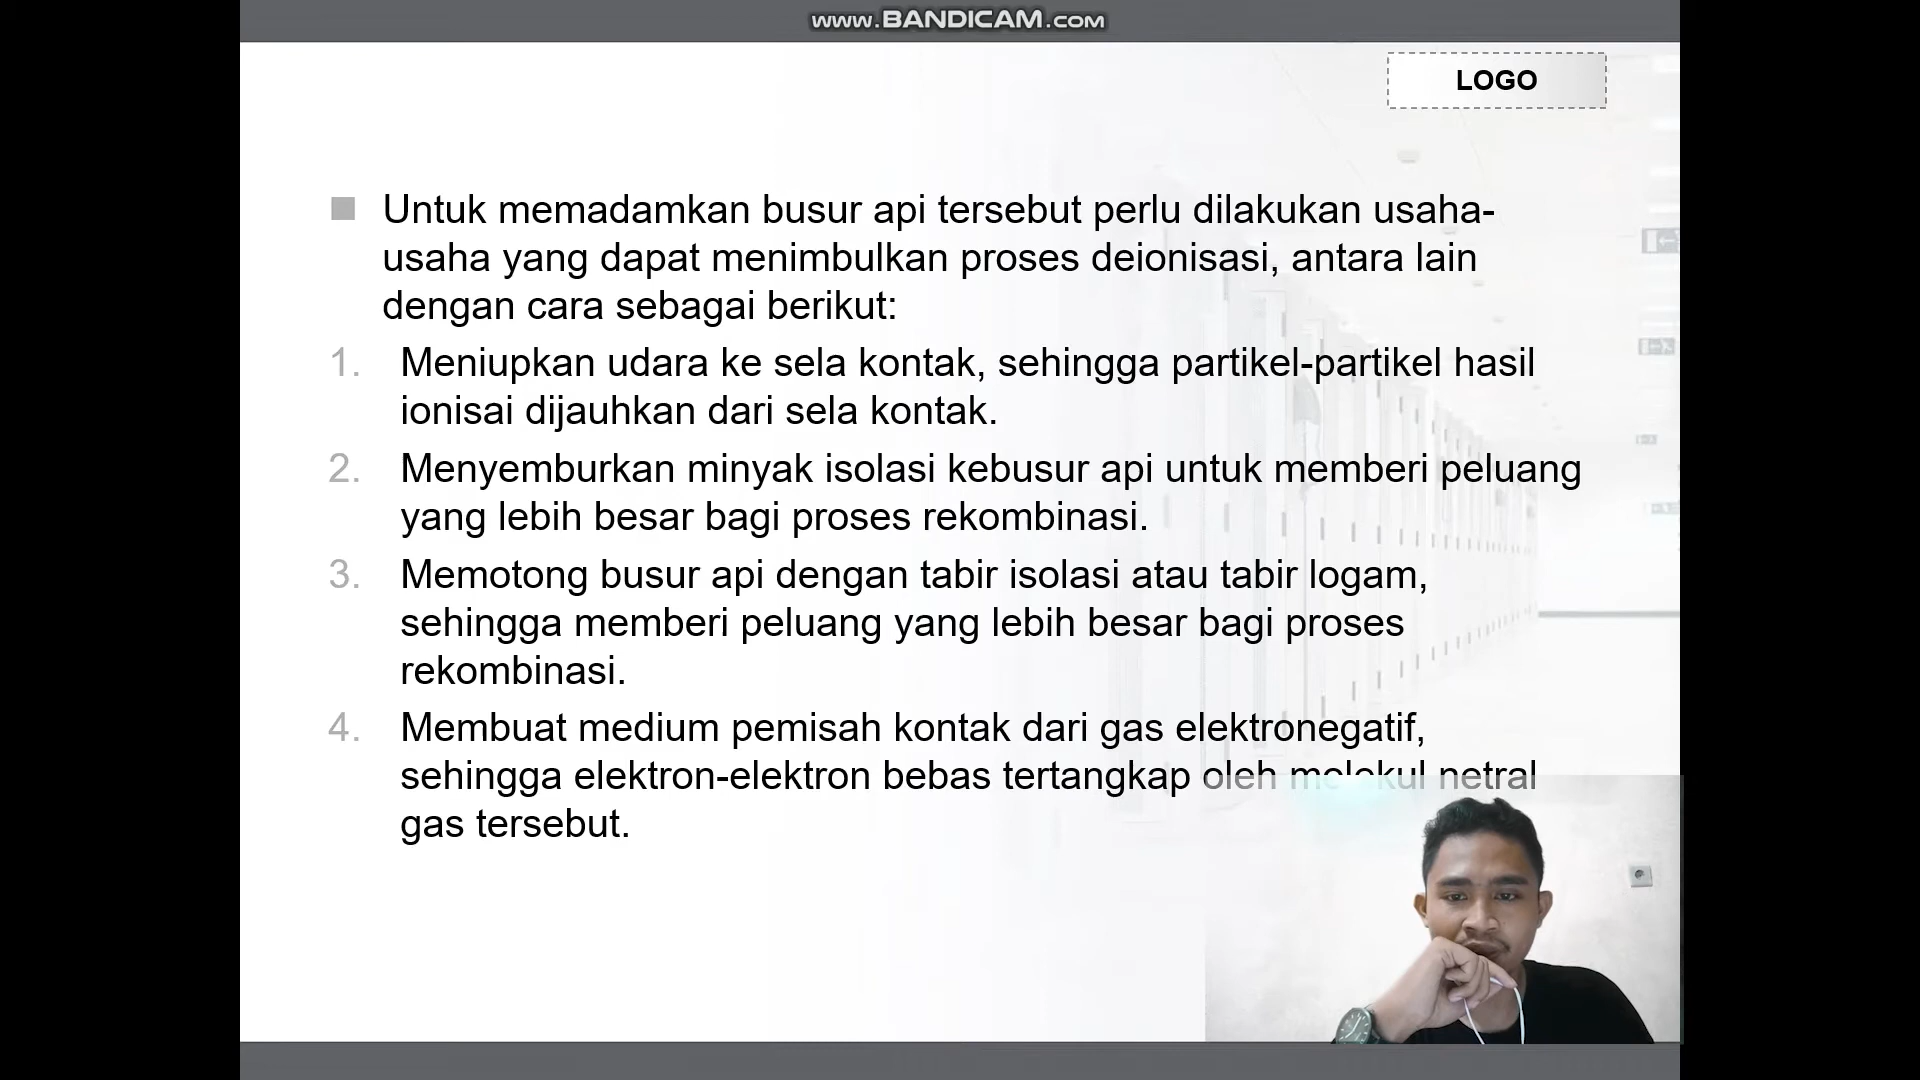 www.BANDICAM.com
LOGO
Untuk memadamkan busur api tersebut perlu dilakukan usaha-
usaha yang dapat menimbulkan proses deionisasi, antara lain
dengan cara sebagai berikut:
1. Meniupkan udara ke sela kontak, sehingga partikel-partikel hasil
ionisai dijauhkan dari sela kontak.
2. Menyemburkan minyak isolasi kebusur api untuk memberi peluang
yang lebih besar bagi proses rekombinasi.
3. Memotong busur api dengan tabir isolasi atau tabir logam,
sehingga memberi peluang yang lebih besar bagi proses
rekombinasi.
4. Membuat medium pemisah kontak dari gas elektronegatif,
sehingga elektron-elektron bebas tertangkap oleh molekul netral
gas tersebut.